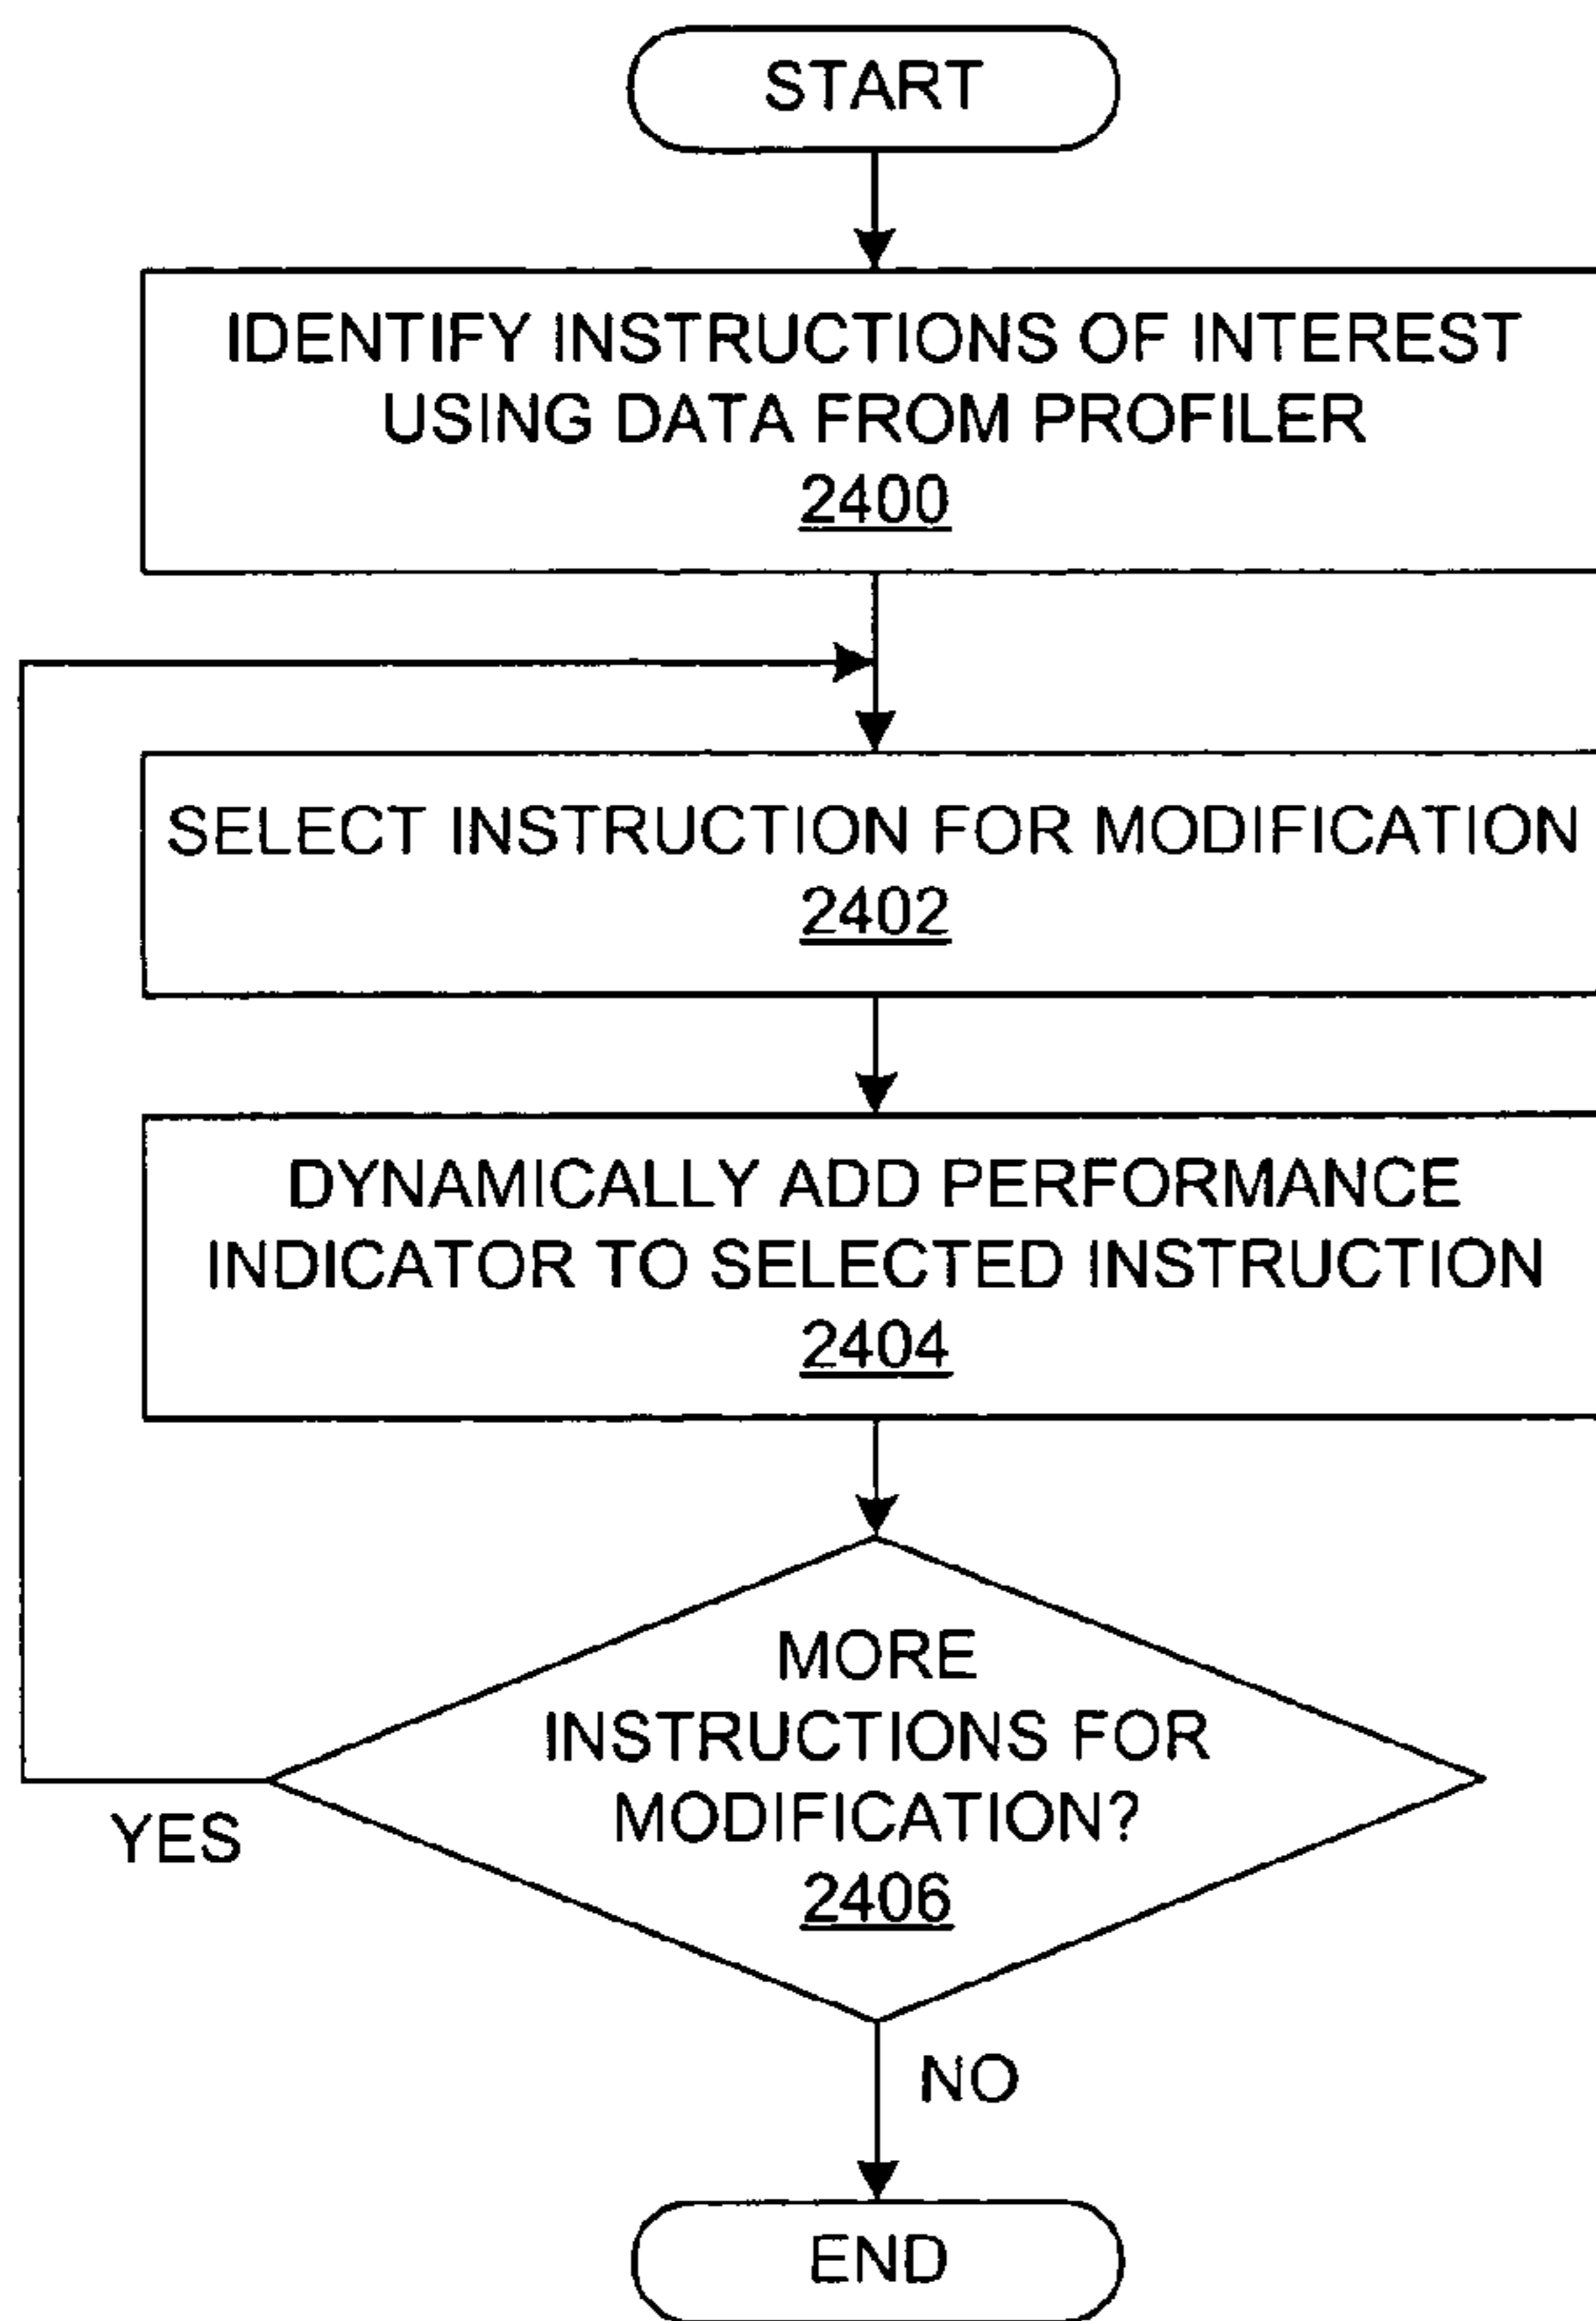 START
IDENTIFY INSTRUCTIONS OF INTEREST
USING DATA FROM PROFILER
2400
SELECT INSTRUCTION FOR MODIFICATION
2402
DYNAMICALLY ADD PERFORMANCE
INDICATOR TO SELECTED INSTRUCTION
2404
MORE
INSTRUCTIONS FOR
MODIFICATION?
2406
YES
NO
END